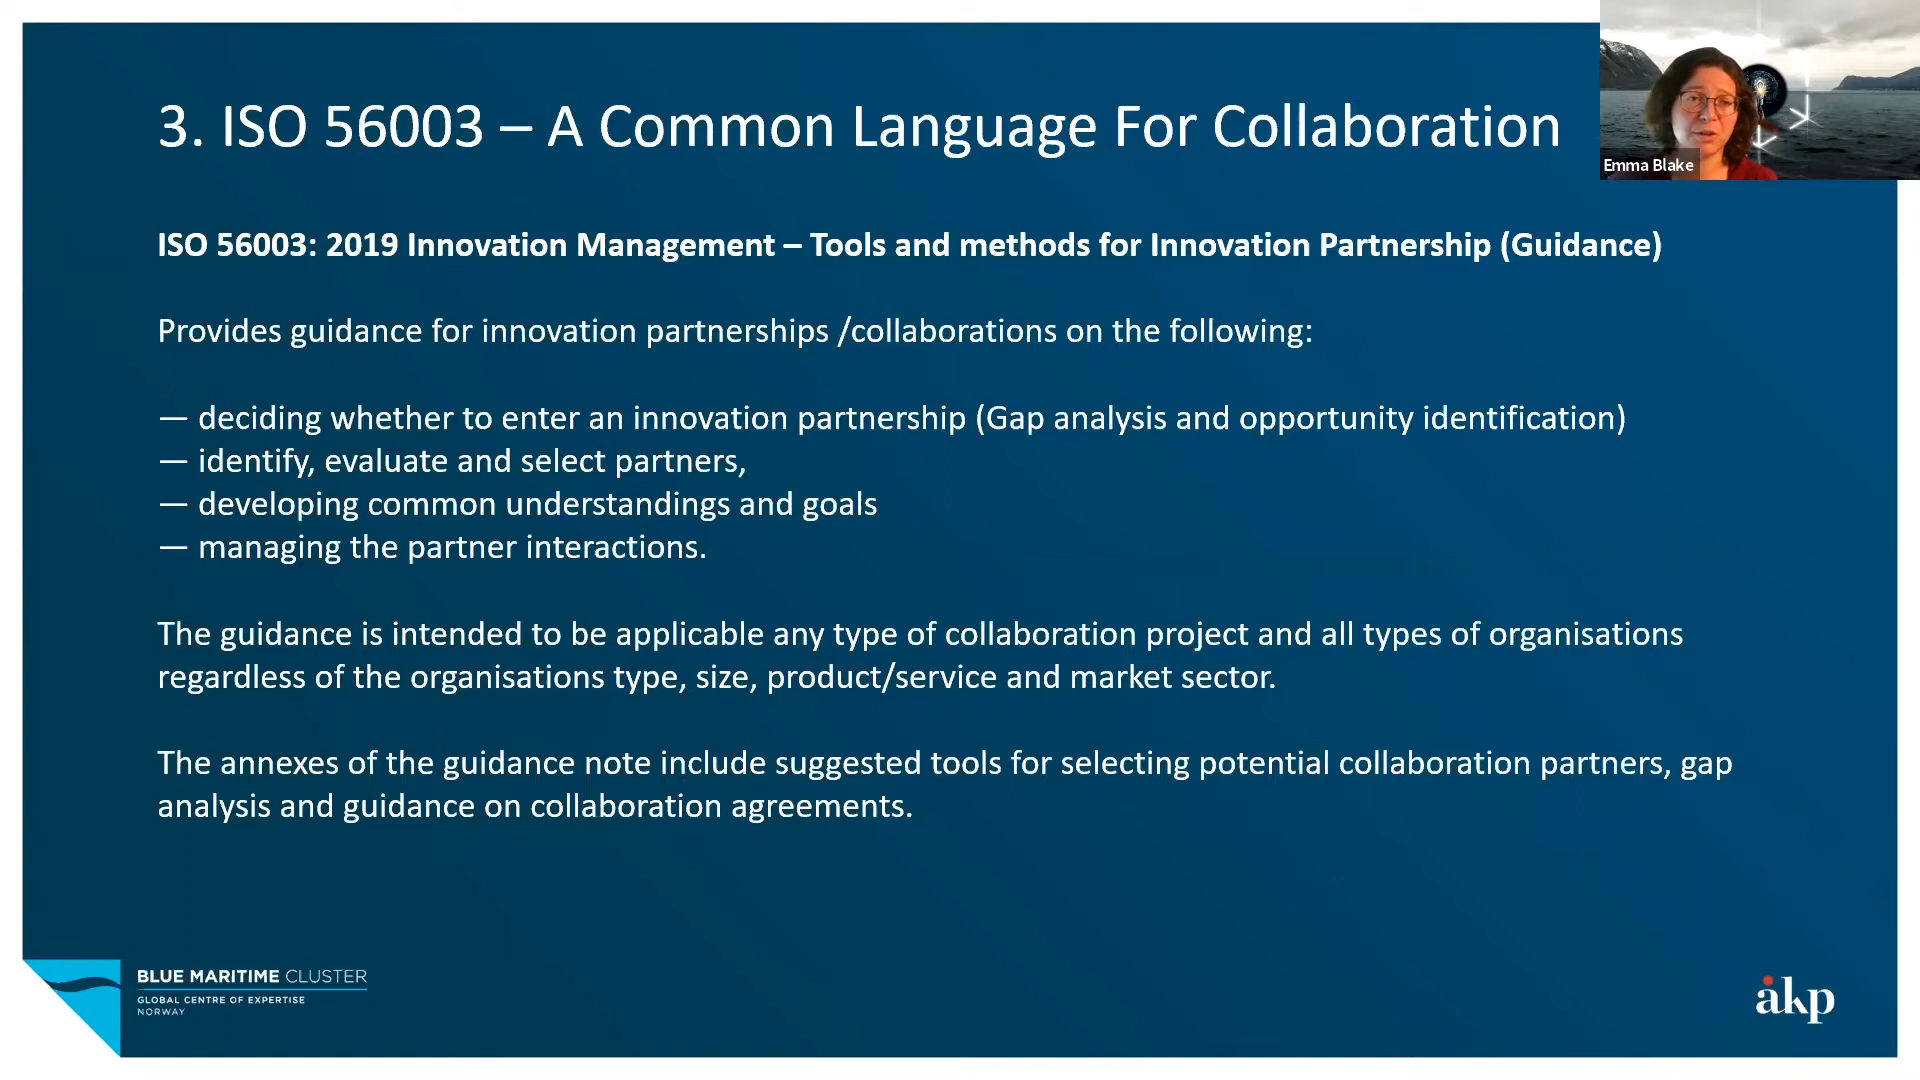 3. ISO 56003 – A Common Language For Collaboration
Emma Blake
ISO 56003: 2019 Innovation Management – Tools and methods for Innovation Partnership (Guidance)
Provides guidance for innovation partnerships /collaborations on the following:
— deciding whether to enter an innovation partnership (Gap analysis and opportunity identification)
— identify, evaluate and select partners,
— developing common understandings and goals
— managing the partner interactions.
The guidance is intended to be applicable any type of collaboration project and all types of organisations
regardless of the organisations type, size, product/service and market sector.
The annexes of the guidance note include suggested tools for selecting potential collaboration partners, gap
analysis and guidance on collaboration agreements.
BLUE MARITIME CLUSTER
GLOBAL CENTRE OF EXPERTISE
NORWAY
åkp